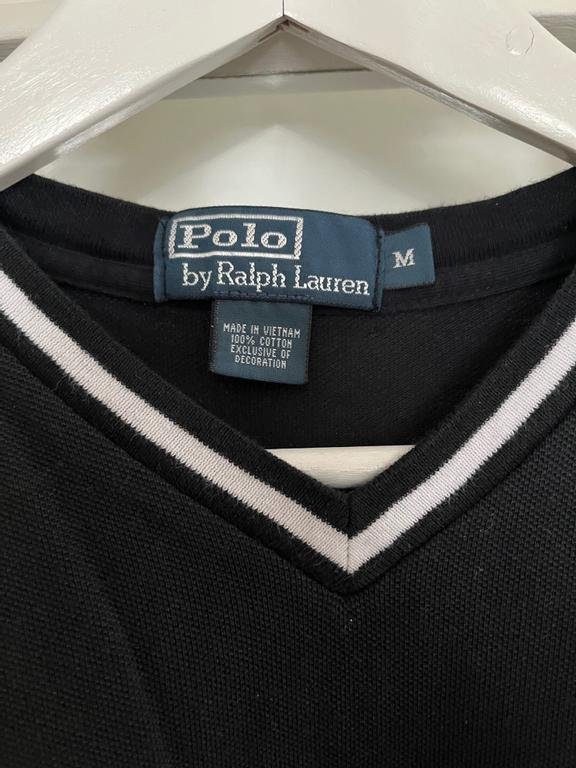 Polo
by Ralph Lauren
M
MADE IN VIETNAM
100% COTTON
EXCLUSIVE OF
DECORATION